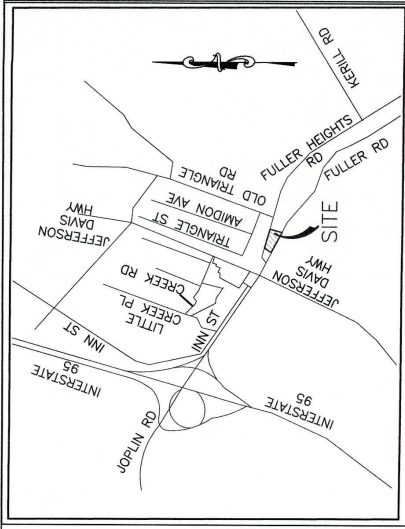 KERILL RD
FULLER HEIGHTS
RD
FULLER RD
OLD TRIANGLE
RD
AMIDON AVE
TRIANGLE ST
SITE
JEFFERSON
DAVIS
HWY
JEFFERSON
DAVIS
HWY
CREEK RD
LITTLE
CREEK PL
INN ST
INN ST
INTERSTATE
95
INTERSTATE
95
JOPLIN RD